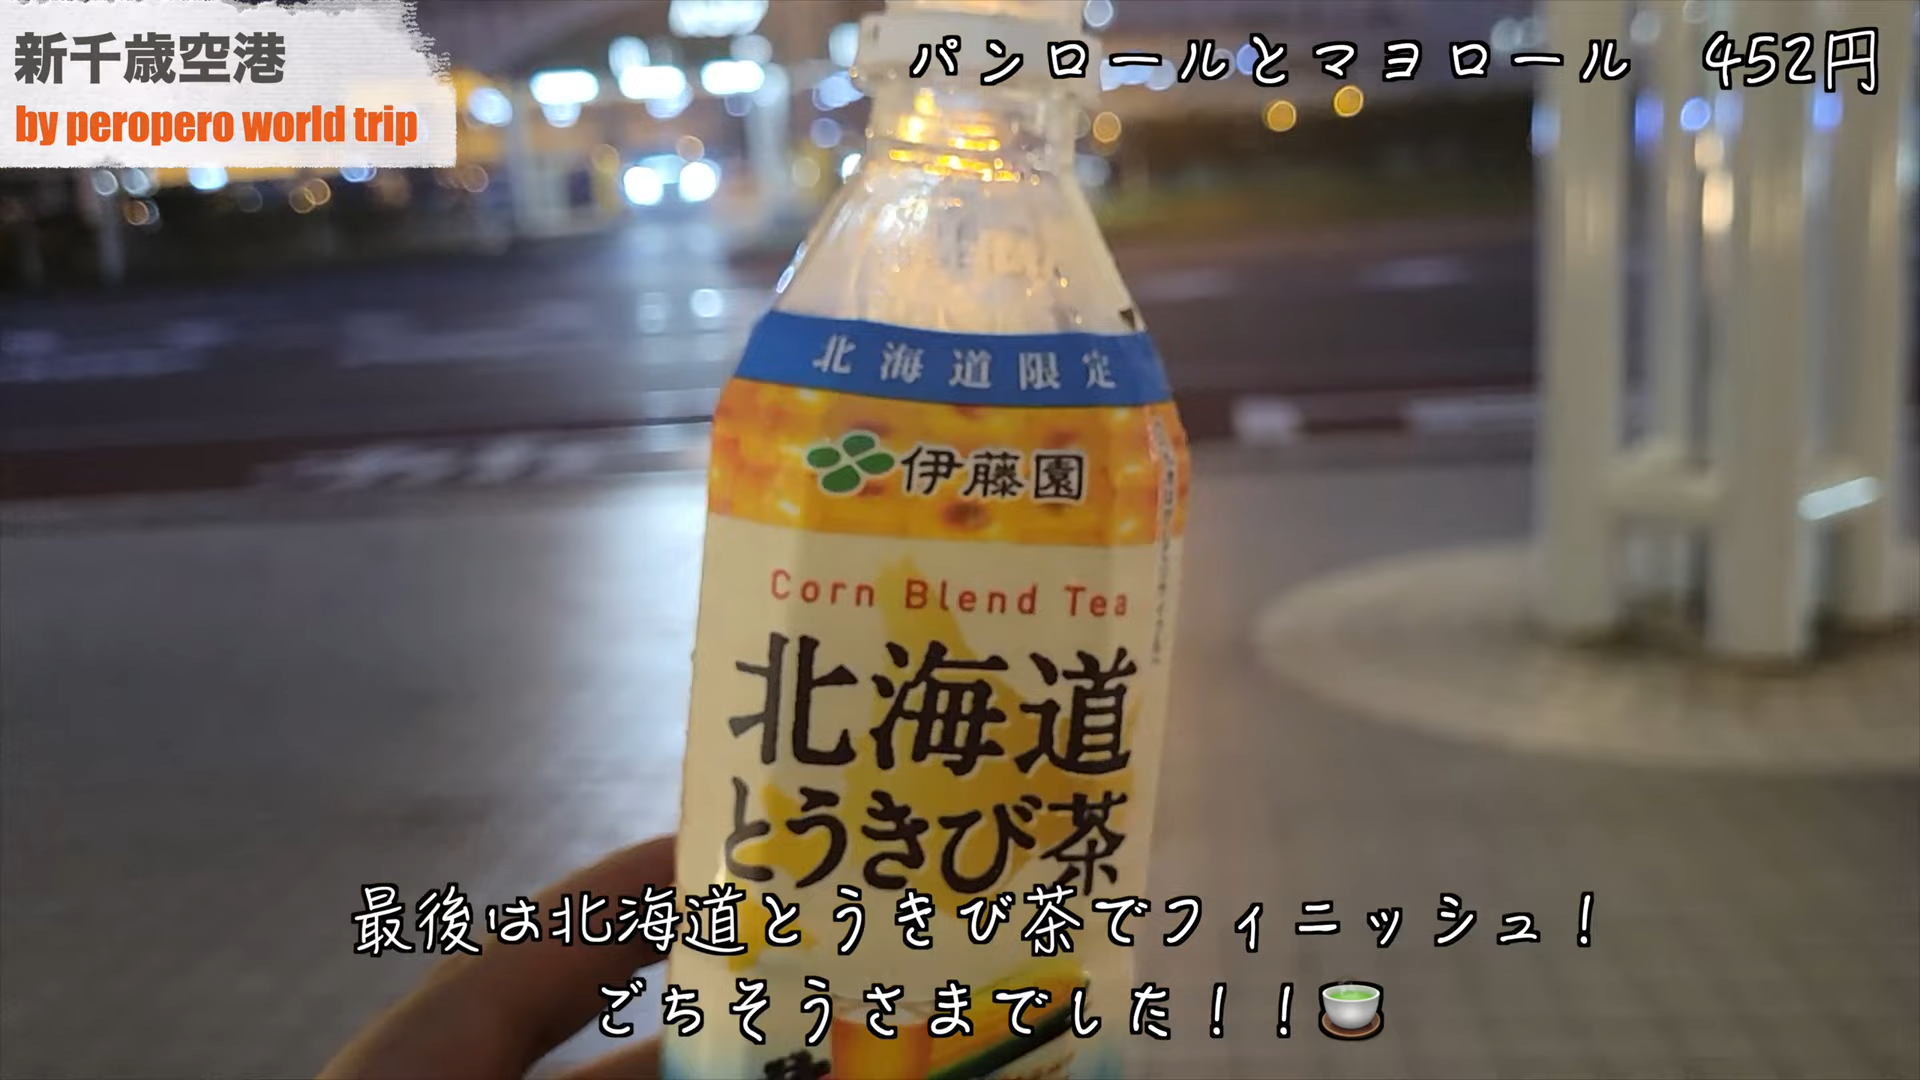 新千歳空港
by peropero world trip
パンロールとマヨロール　452円
北海道限定
伊藤園
Corn Blend Tea
北海道
とうきび茶
最後は北海道とうきび茶でフィニッシュ！
ごちそうさまでした！！🍵